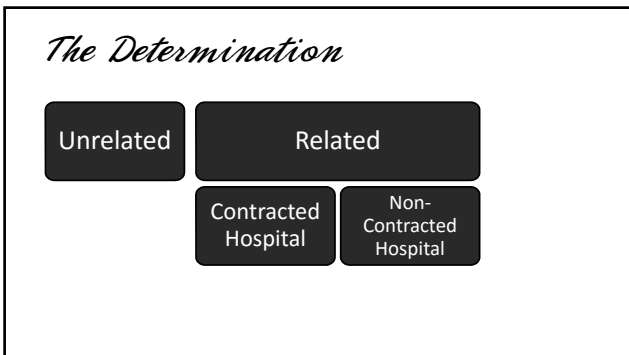 The Determination
Unrelated
Related
Contracted
Hospital
Non-
Contracted
Hospital